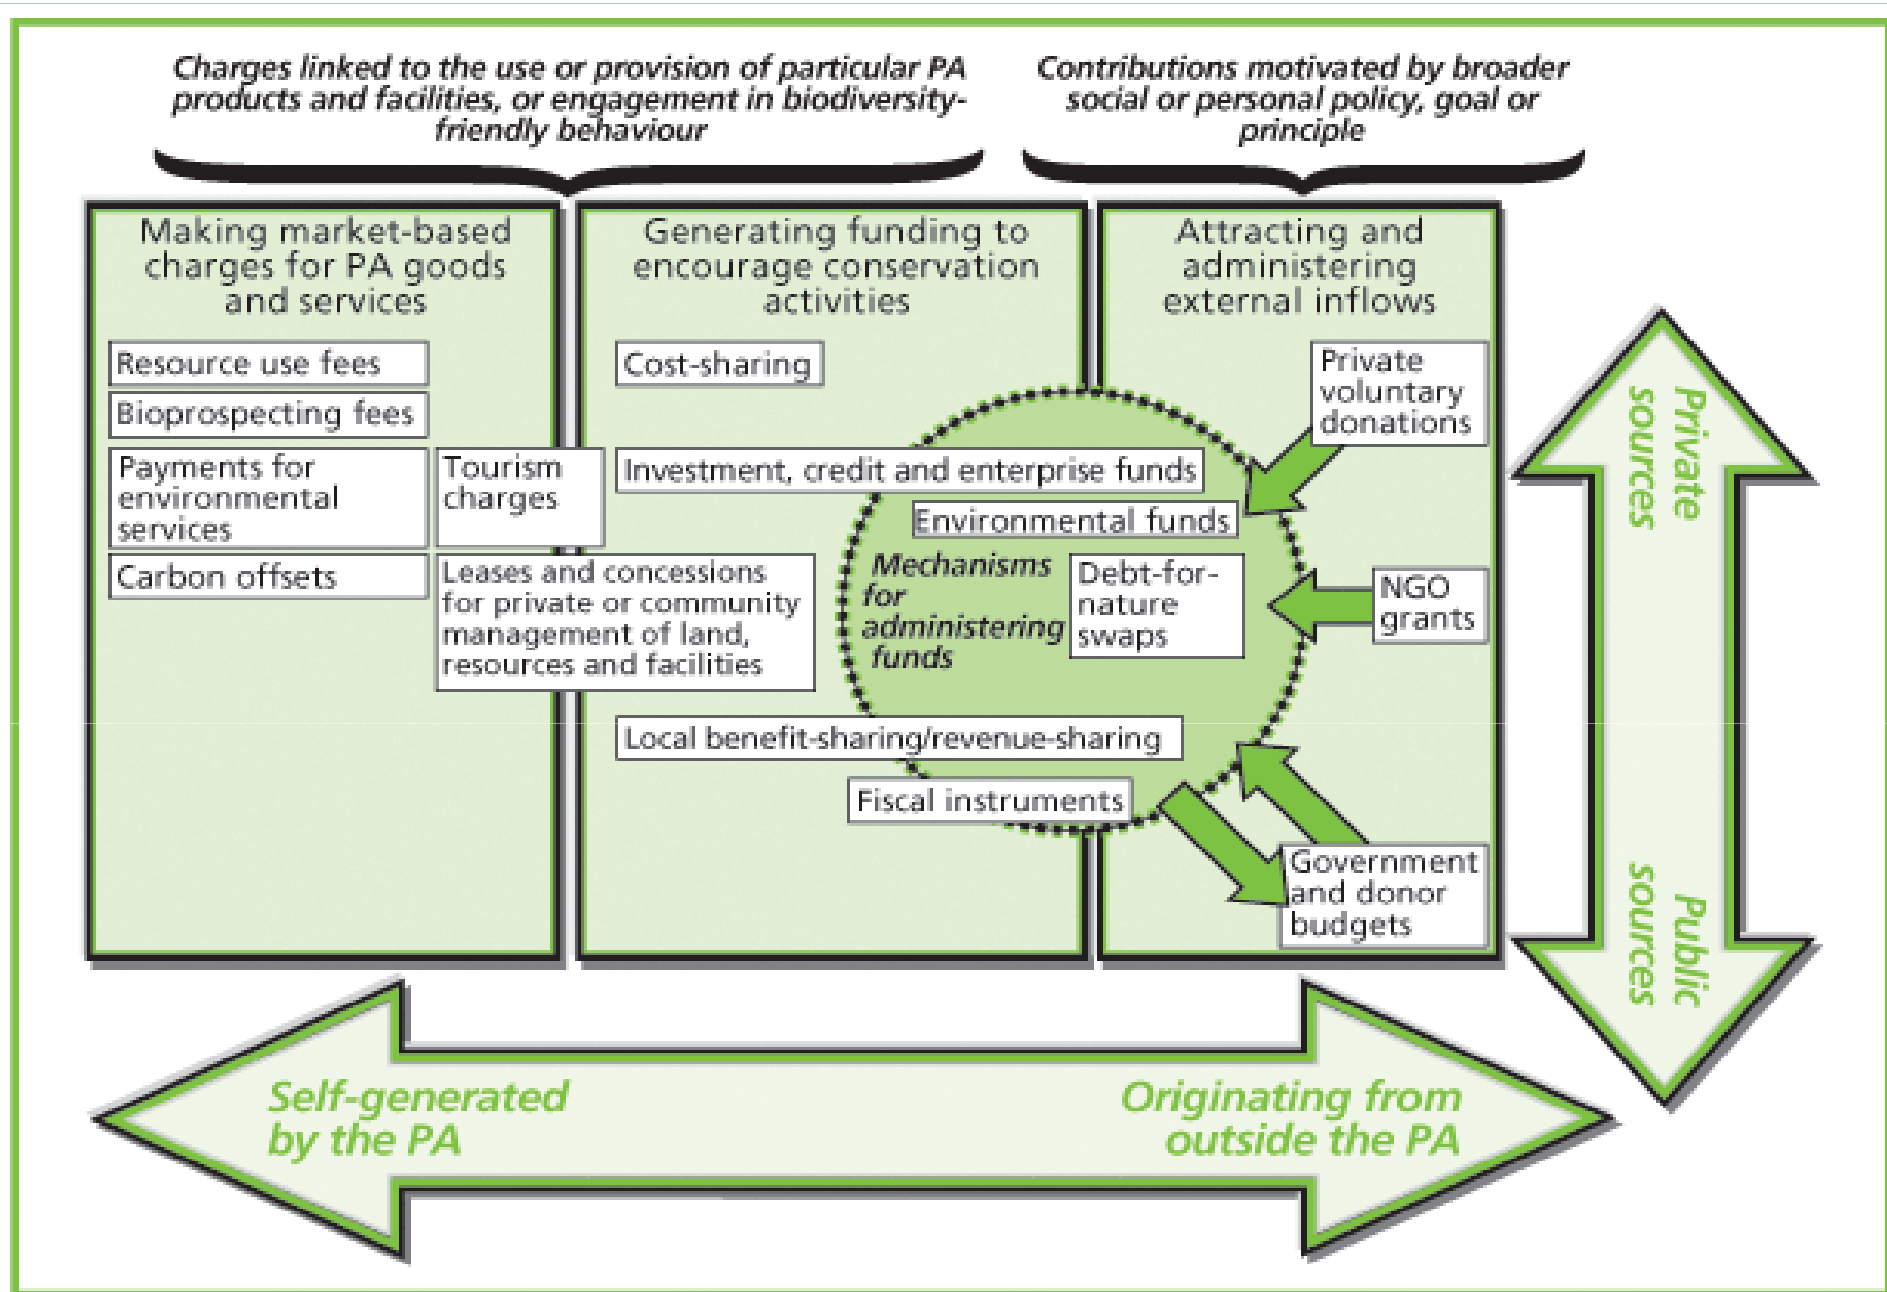 Charges linked to the use or provision of particular PA
products and facilities, or engagement in biodiversity-
friendly behaviour
Contributions motivated by broader
social or personal policy, goal or
principle
Making market-based
charges for PA goods
and services
Resource use fees
Bioprospecting fees
Payments for
environmental
services
Carbon offsets
Tourism
charges
Leases and concessions
for private or community
management of land,
resources and facilities
Generating funding to
encourage conservation
activities
Cost-sharing
Investment, credit and enterprise funds
Environmental funds
Mechanisms
for
administering
funds
Debt-for-
nature
swaps
Local benefit-sharing/revenue-sharing
Fiscal instruments
Attracting and
administering
external inflows
Private
voluntary
donations
NGO
grants
Government
and donor
budgets
Private
sources
Public
sources
Self-generated
by the PA
Originating from
outside the PA